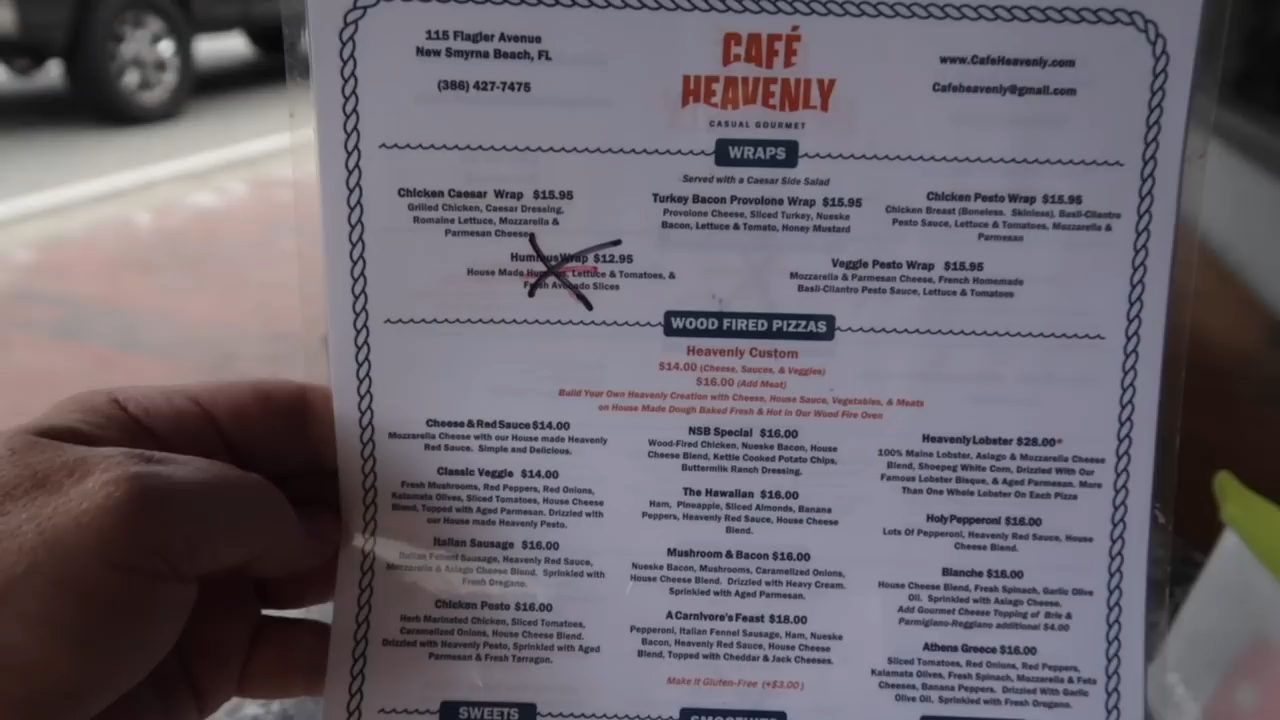 115 Flagler Avenue
New Smyrna Beach, FL
(386) 427-7475
CAFÉ
HEAVENLY
CASUAL GOURMET
www.CafeHeavenly.com
Cafeheavenly@gmail.com
WRAPS
Served with a Caesar Side Salad
Chicken Caesar Wrap $15.95
Grilled Chicken, Caesar Dressing,
Romaine Lettuce, Mozzarella &
Parmesan Cheese
Turkey Bacon Provolone Wrap $15.95
Provolone Cheese, Sliced Turkey, Nueske
Bacon, Lettuce & Tomato, Honey Mustard
Chicken Pesto Wrap $15.95
Chicken Breast (Boneless. Skinless), Basil-Cilantro
Pesto Sauce, Lettuce & Tomatoes, Mozzarella &
Parmesan
Hummus Wrap $12.95
House Made Hummus, Lettuce & Tomatoes, &
Fresh Avocado Slices
Veggie Pesto Wrap $15.95
Mozzarella & Parmesan Cheese, French Homemade
Basil-Cilantro Pesto Sauce, Lettuce & Tomatoes
WOOD FIRED PIZZAS
Heavenly Custom
$14.00 (Cheese, Sauces, & Veggies)
$16.00 (Add Meat)
Build Your Own Heavenly Creation with Cheese, House Sauce, Vegetables, & Meats
on House Made Dough Baked Fresh & Hot in Our Wood Fire Oven
Cheese & Red Sauce $14.00
Mozzarella Cheese with our House made Heavenly
Red Sauce. Simple and Delicious.
Classic Veggie $14.00
Fresh Mushrooms, Red Peppers, Red Onions,
Kalamata Olives, Sliced Tomatoes, House Cheese
Blend, Topped with Aged Parmesan. Drizzled with
our House made Heavenly Pesto.
Italian Sausage $16.00
Italian Fennel Sausage, Heavenly Red Sauce,
Mozzarella & Asiago Cheese Blend. Sprinkled with
Fresh Oregano.
Chicken Pesto $16.00
Herb Marinated Chicken, Sliced Tomatoes,
Caramelized Onions, House Cheese Blend.
Drizzled with Heavenly Pesto, Sprinkled with Aged
Parmesan & Fresh Tarragon.
NSB Special $16.00
Wood-Fired Chicken, Nueske Bacon, House
Cheese Blend, Kettle Cooked Potato Chips,
Buttermilk Ranch Dressing.
The Hawaiian $16.00
Ham, Pineapple, Sliced Almonds, Banana
Peppers, Heavenly Red Sauce, House Cheese
Blend.
Mushroom & Bacon $16.00
Nueske Bacon, Mushrooms, Caramelized Onions,
House Cheese Blend. Drizzled with Heavy Cream.
Sprinkled with Aged Parmesan.
A Carnivore's Feast $18.00
Pepperoni, Italian Fennel Sausage, Ham, Nueske
Bacon, Heavenly Red Sauce, House Cheese
Blend, Topped with Cheddar & Jack Cheeses.
Make It Gluten-Free (+$3.00)
Heavenly Lobster $28.00*
100% Maine Lobster, Asiago & Mozzarella Cheese
Blend, Shoepeg White Corn, Drizzled With Our
Famous Lobster Bisque, & Aged Parmesan. More
Than One Whole Lobster On Each Pizza
Holy Pepperoni $16.00
Lots Of Pepperoni, Heavenly Red Sauce, House
Cheese Blend.
Blanche $16.00
House Cheese Blend, Fresh Spinach, Garlic Olive
Oil. Sprinkled with Asiago Cheese.
Add Gourmet Cheese Topping of Brie &
Parmigiano-Reggiano additional $4.00
Athens Greece $16.00
Sliced Tomatoes, Red Onions, Red Peppers,
Kalamata Olives, Fresh Spinach, Mozzarella & Feta
Cheeses, Banana Peppers. Drizzled With Garlic
Olive Oil. Sprinkled with Fresh Oregano.
SWEETS
SMOOTHIES